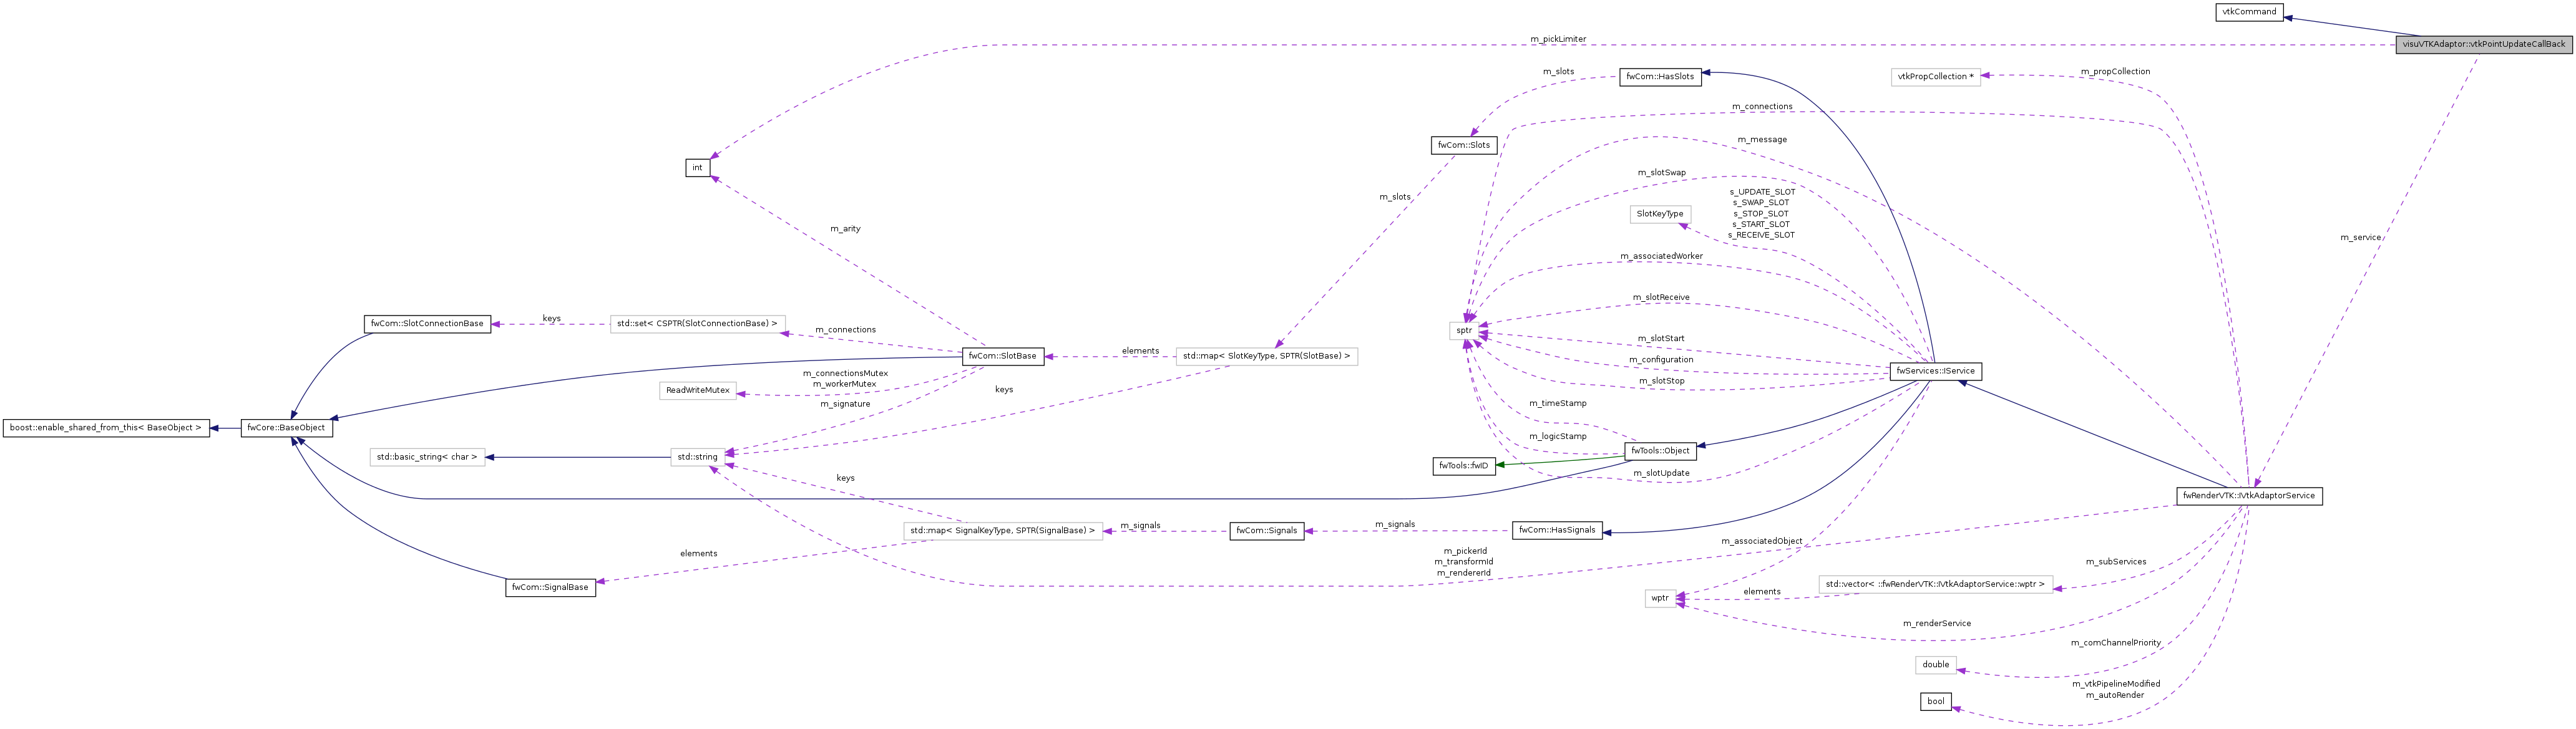 vtkCommand
m_pickLimiter
visuVTKAdaptor::vtkPointUpdateCallBack
m_slots
fwCom::HasSlots
vtkPropCollection *
m_propCollection
m_connections
m_message
fwCom::Slots
int
m_slotSwap
m_slots
s_UPDATE_SLOT
s_SWAP_SLOT
s_STOP_SLOT
s_START_SLOT
s_RECEIVE_SLOT
SlotKeyType
m_arity
m_service
m_associatedWorker
m_slotReceive
keys
fwCom::SlotConnectionBase
std::set< CSPTR(SlotConnectionBase) >
m_connections
sptr
m_slotStart
elements
fwCom::SlotBase
std::map< SlotKeyType, SPTR(SlotBase) >
m_configuration
fwServices::IService
m_connectionsMutex
m_workerMutex
ReadWriteMutex
keys
m_slotStop
m_signature
m_timeStamp
boost::enable_shared_from_this< BaseObject >
fwCore::BaseObject
m_logicStamp
std::basic_string< char >
std::string
fwTools::Object
fwTools::fwID
m_slotUpdate
keys
fwRenderVTK::IVtkAdaptorService
std::map< SignalKeyType, SPTR(SignalBase) >
m_signals
fwCom::Signals
m_signals
fwCom::HasSignals
m_associatedObject
elements
m_pickerId
m_transformId
m_rendererId
m_subServices
fwCom::SignalBase
std::vector< ::fwRenderVTK::IVtkAdaptorService::wptr >
elements
wptr
m_renderService
m_comChannelPriority
double
m_vtkPipelineModified
m_autoRender
bool